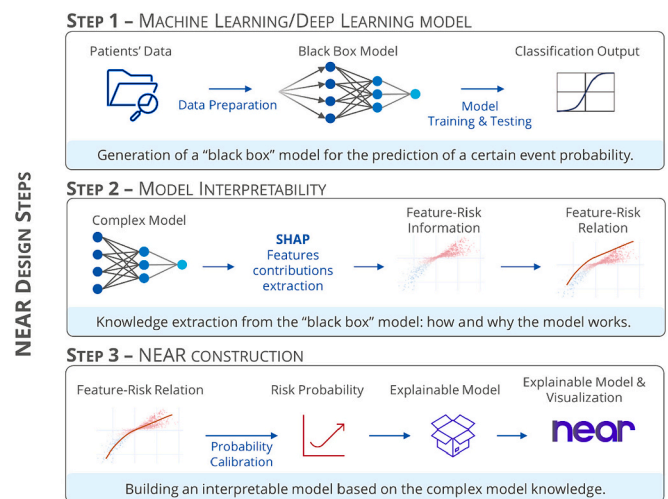 NEAR DESIGN STEPS
STEP 1 – MACHINE LEARNING/DEEP LEARNING MODEL
Patients' Data
Black Box Model
Classification Output
Data Preparation
Model
Training & Testing
Generation of a “black box” model for the prediction of a certain event probability.
STEP 2 – MODEL INTERPRETABILITY
Complex Model
SHAP
Features
contributions
extraction
Feature-Risk
Information
Feature-Risk
Relation
Knowledge extraction from the “black box” model: how and why the model works.
STEP 3 – NEAR CONSTRUCTION
Feature-Risk Relation
Probability
Calibration
Risk Probability
Explainable Model
Explainable Model &
Visualization
near
Building an interpretable model based on the complex model knowledge.